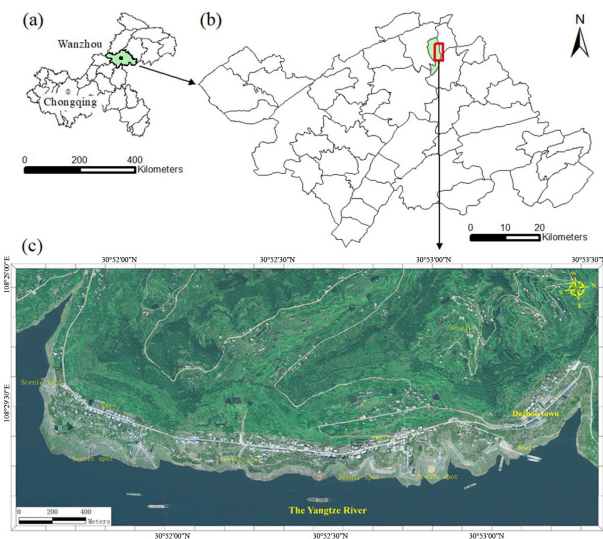 (a)
Wanzhou
Chongqing
0 200 400
Kilometers
(b)
N
0 10 20
Kilometers
(c)
30°52'00"N 30°52'30"N 30°53'00"N 30°53'30"N
108°29'00"E
108°29'30"E
Scenic spot
Dazhou town
Scenic spot
Scenic spot
Scenic spot
Wharf
The Yangtze River
0 200 400
Meters
30°52'00"N 30°52'30"N 30°53'00"N